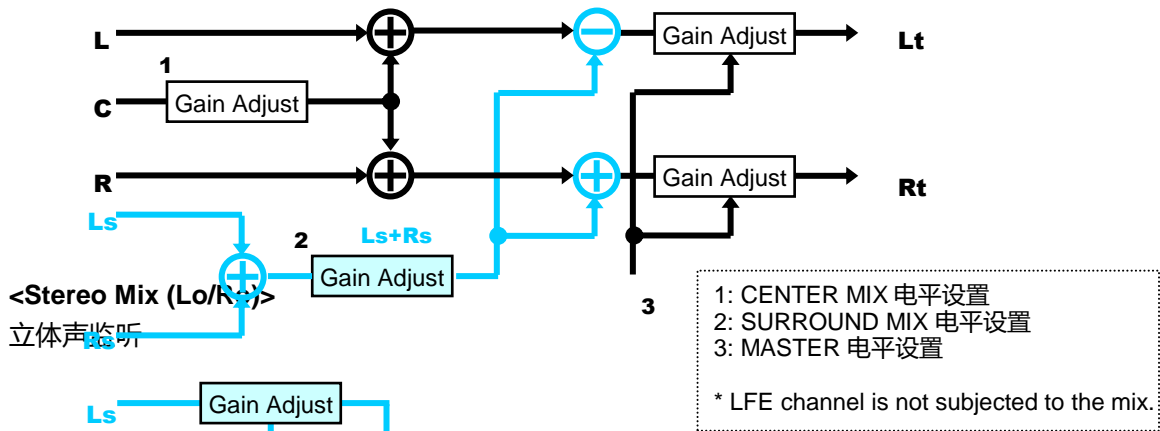 L
Gain Adjust
Lt
1
C
Gain Adjust
R
Gain Adjust
Rt
Ls
2
Ls+Rs
Gain Adjust
<Stereo Mix (Lo/Ro)>
3
立体声监听
Rs
1: CENTER MIX 电平设置
2: SURROUND MIX 电平设置
3: MASTER 电平设置
* LFE channel is not subjected to the mix.
Ls
Gain Adjust